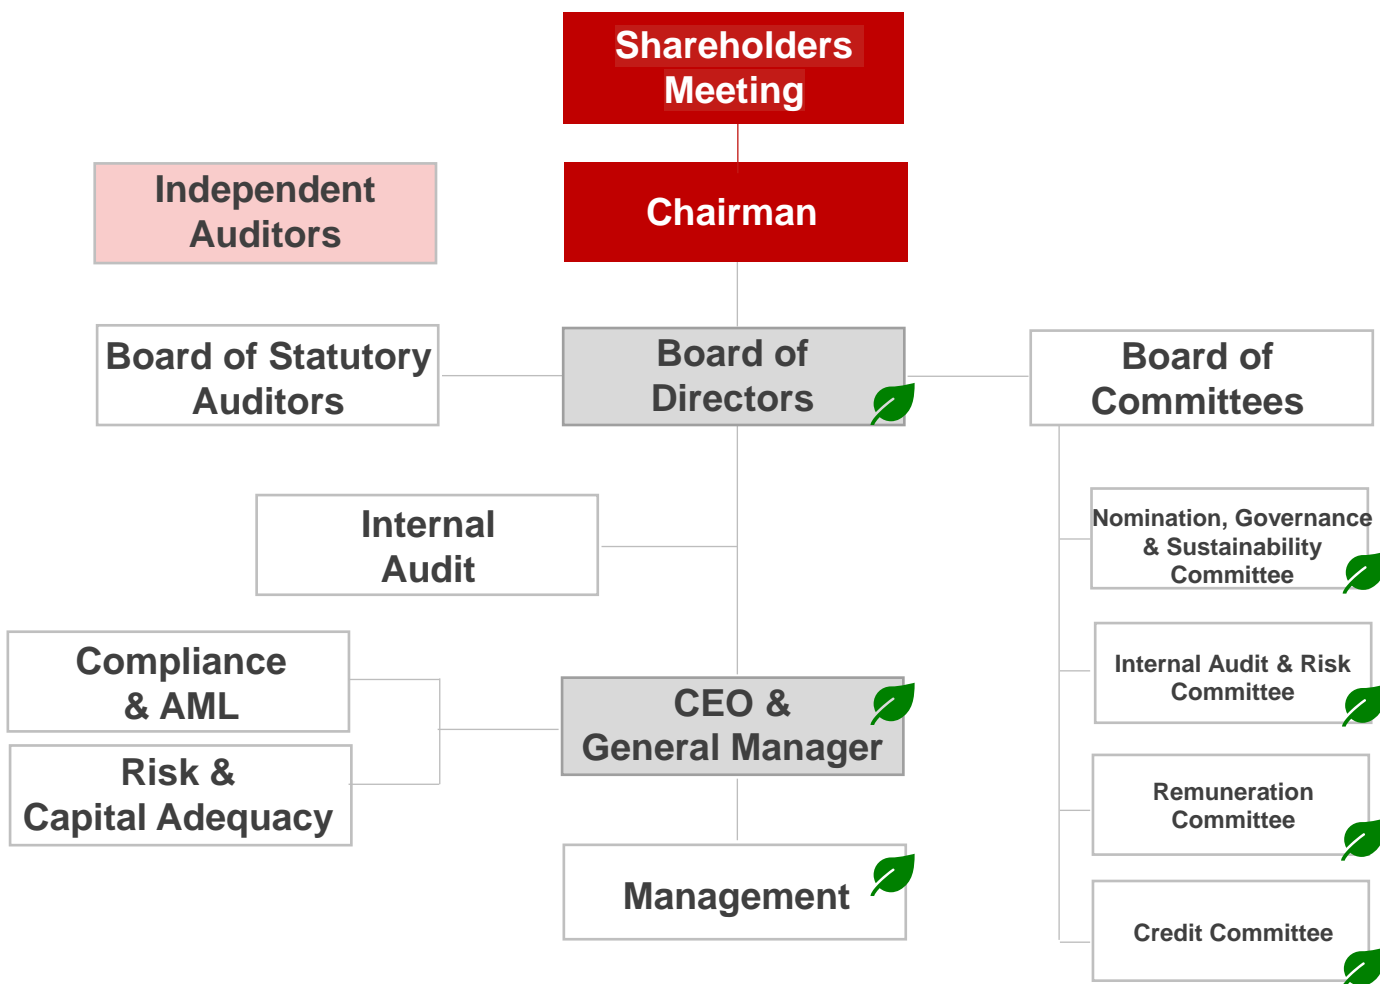 Shareholders
Meeting
Independent
Auditors
Chairman
Board of Statutory
Auditors
Board of
Directors
Board of
Committees
Internal
Audit
Nomination, Governance
& Sustainability
Committee
Compliance
& AML
CEO &
General Manager
Internal Audit & Risk
Committee
Risk &
Capital Adequacy
Remuneration
Committee
Management
Credit Committee